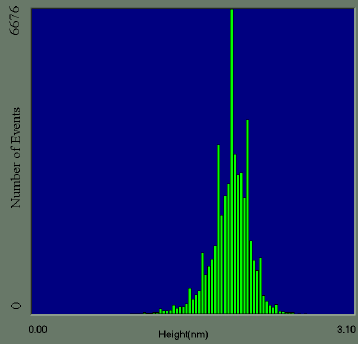 6676
Number of Events
0
0.00
3.10
Height(nm)